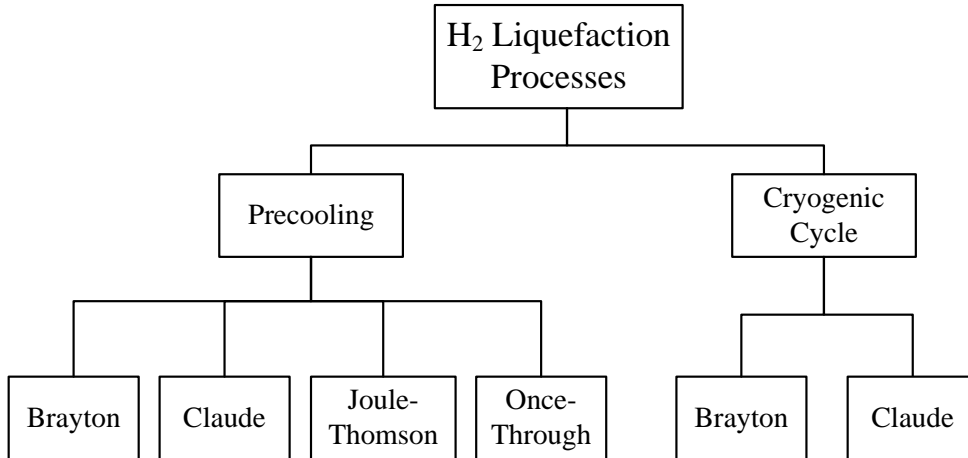 H₂ Liquefaction
Processes
Precooling
Cryogenic
Cycle
Brayton
Claude
Joule-
Thomson
Once-
Through
Brayton
Claude